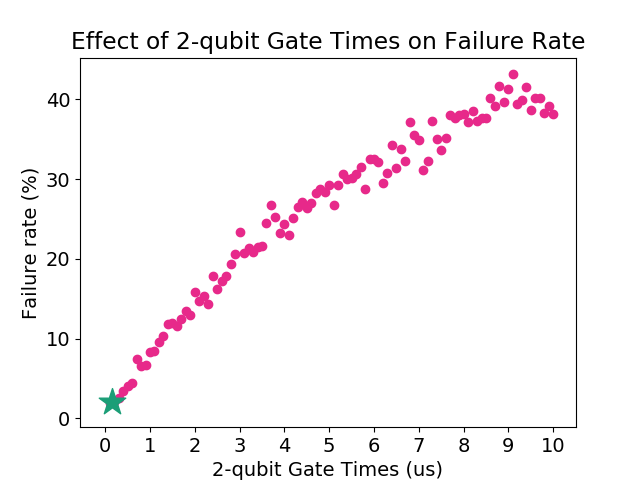 Effect of 2-qubit Gate Times on Failure Rate
Failure rate (%)
40
30
20
10
0
0 1 2 3 4 5 6 7 8 9 10
2-qubit Gate Times (us)